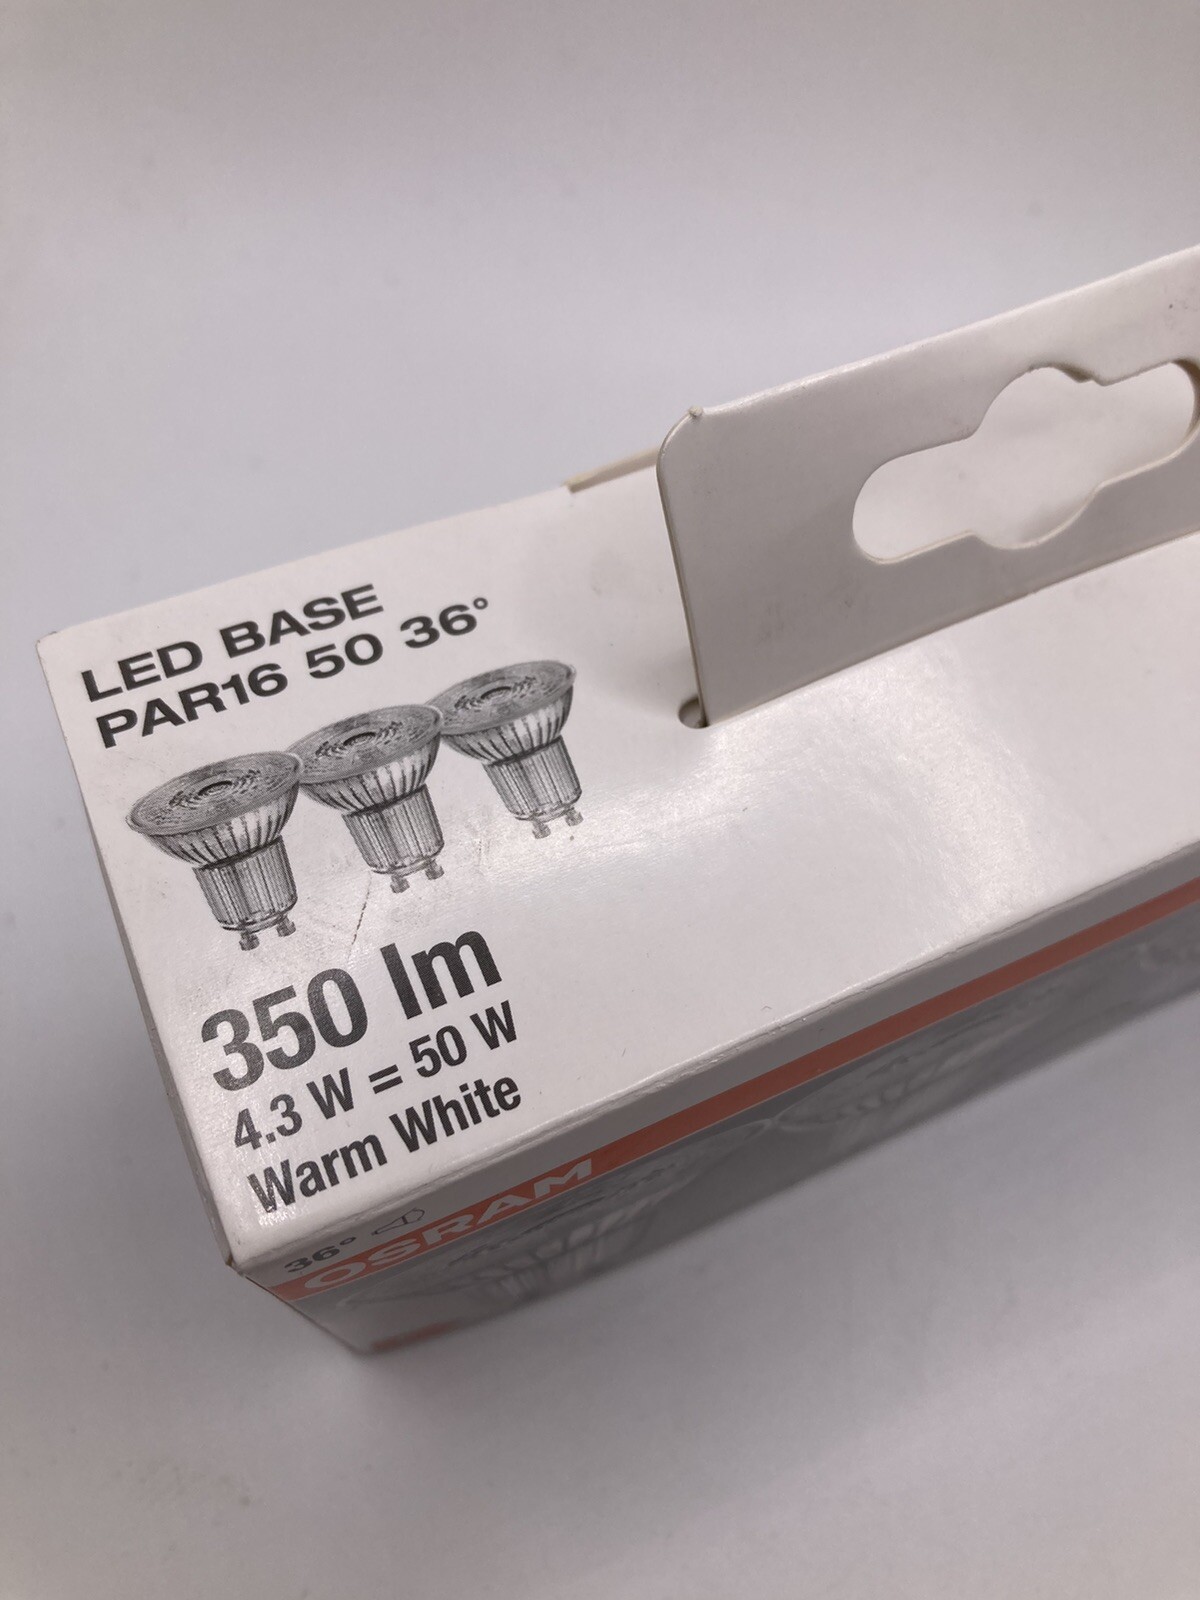 LED BASE
PAR16 50 36°
350 lm
4.3 W = 50 W
Warm White
36°
OSRAM